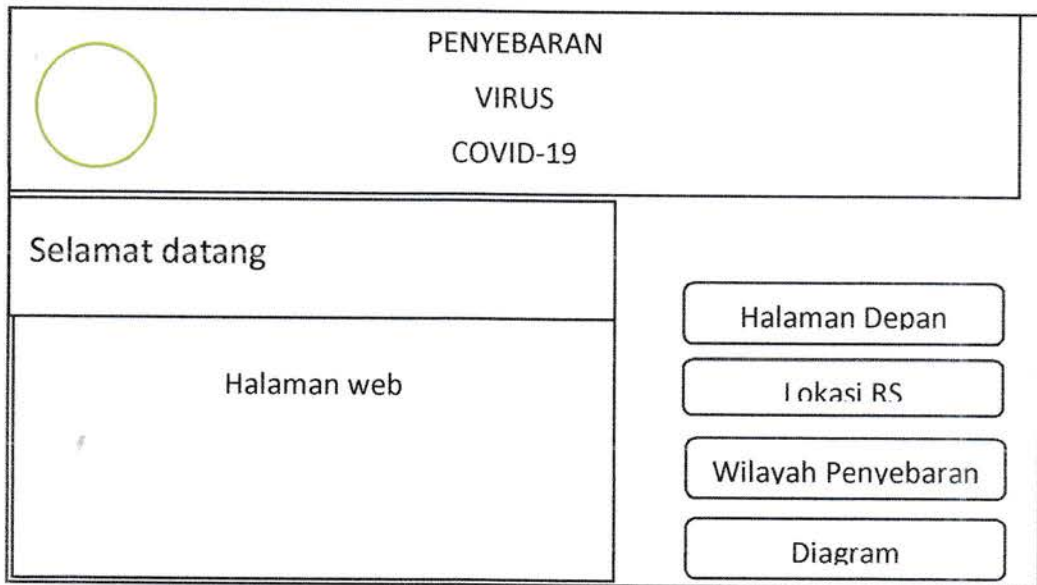 PENYEBARAN
VIRUS
COVID-19
Selamat datang
Halaman web
Halaman Depan
Lokasi RS
Wilayah Penyebaran
Diagram